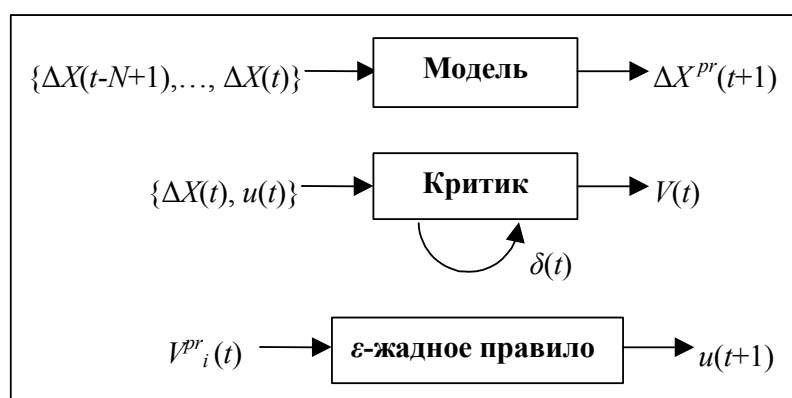 {ΔX(t-N+1),…, ΔX(t)} Модель ΔX^pr(t+1)
{ΔX(t), u(t)} Критик V(t)
δ(t)
V^pr_i(t) ε-жадное правило u(t+1)